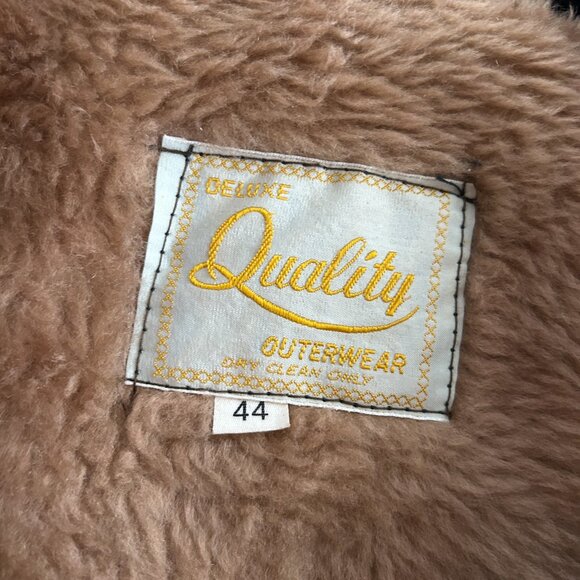 DELUXE
Quality
OUTERWEAR
DRY CLEAN ONLY
44